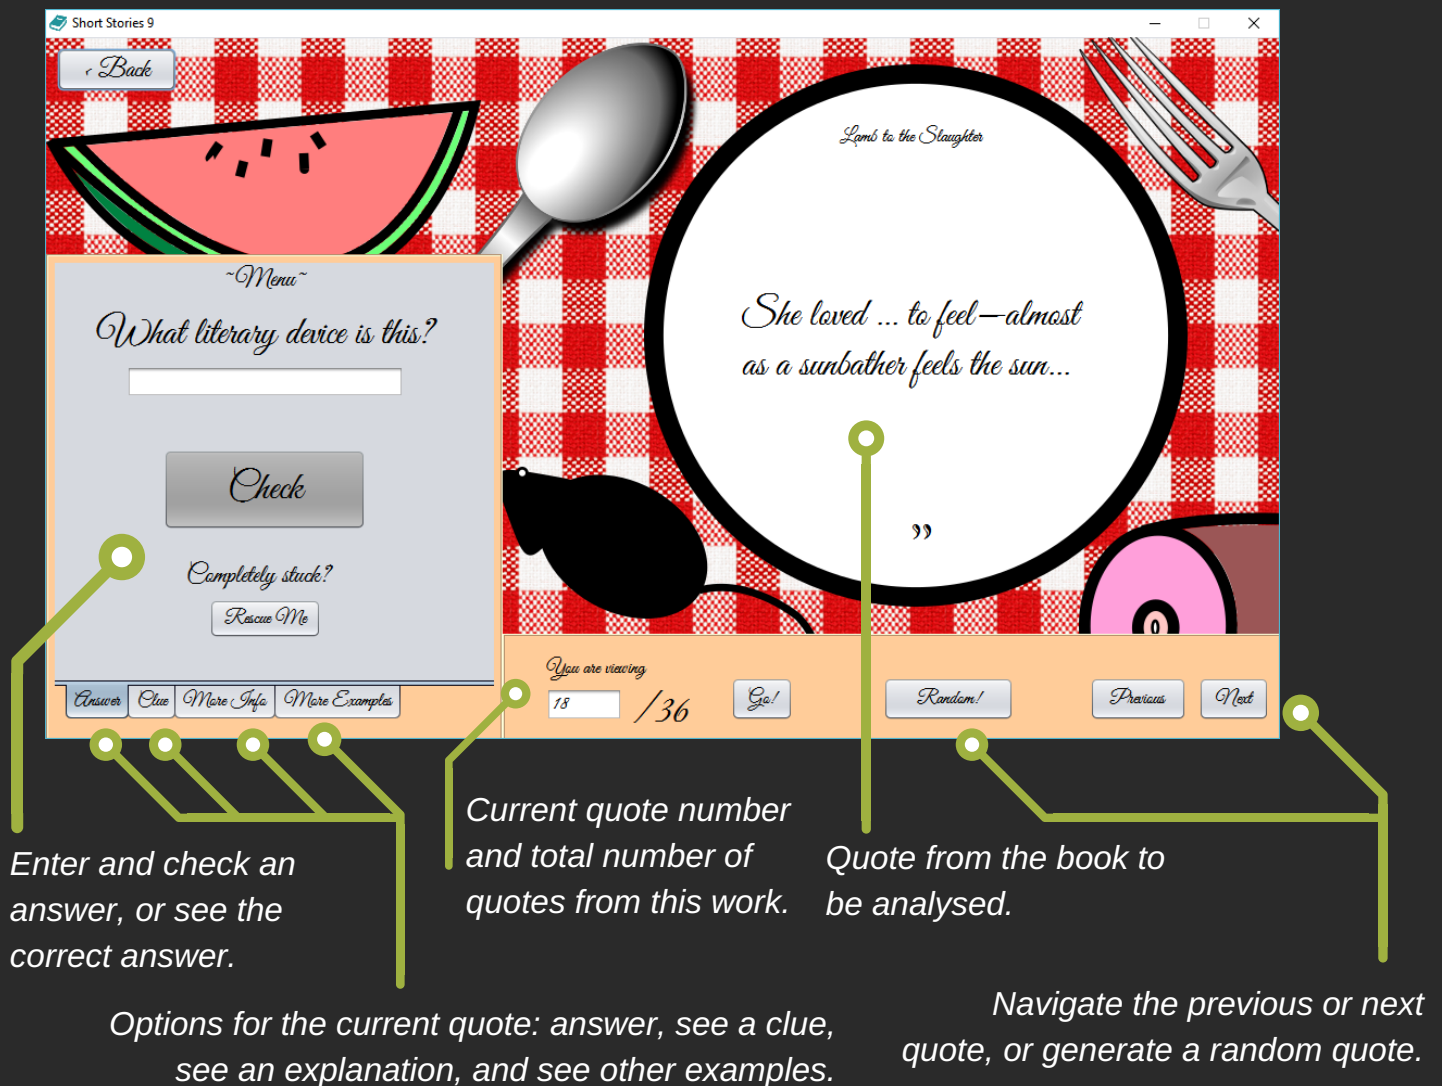 Short Stories 9
‹ Back
Lamb to the Slaughter
She loved ... to feel—almost
as a sunbather feels the sun...
”
~Menu~
What literary device is this?
Check
Completely stuck?
Rescue Me
Answer
Clue
More Info
More Examples
You are viewing
18
/36
Go!
Random!
Previous
Next
Enter and check an
answer, or see the
correct answer.
Options for the current quote: answer, see a clue,
see an explanation, and see other examples.
Current quote number
and total number of
quotes from this work.
Quote from the book to
be analysed.
Navigate the previous or next
quote, or generate a random quote.